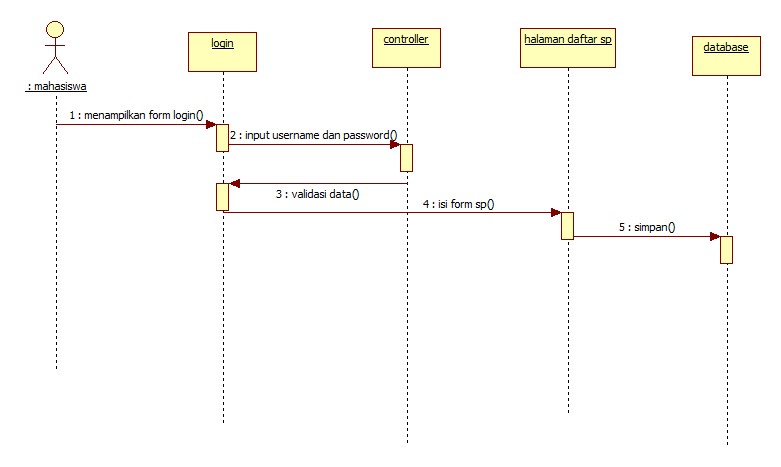 login
controller
halaman daftar sp
database
: mahasiswa
1 : menampilkan form login()
2 : input username dan password()
3 : validasi data()
4 : isi form sp()
5 : simpan()